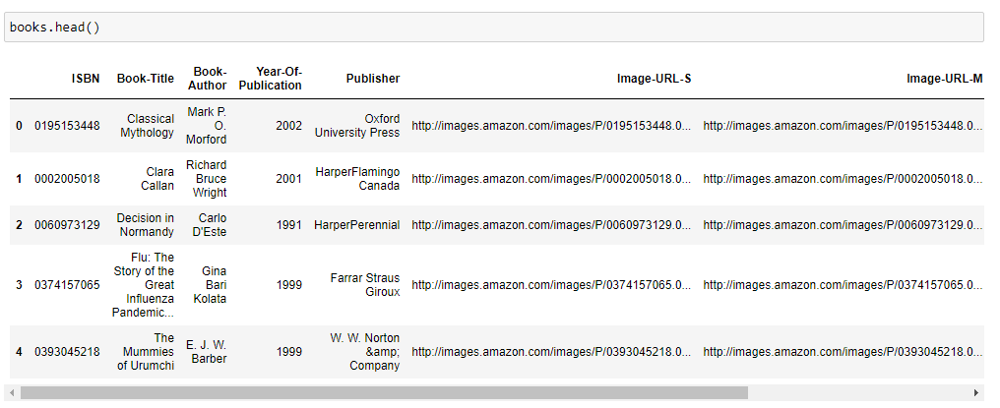 books.head()
ISBN Book-Title Book-Author Year-Of-Publication Publisher Image-URL-S Image-URL-M
0 0195153448 Classical Mythology Mark P. O. Morford 2002 Oxford University Press http://images.amazon.com/images/P/0195153448.0... http://images.amazon.com/images/P/0195153448.0...
1 0002005018 Clara Callan Richard Bruce Wright 2001 HarperFlamingo Canada http://images.amazon.com/images/P/0002005018.0... http://images.amazon.com/images/P/0002005018.0...
2 0060973129 Decision in Normandy Carlo D'Este 1991 HarperPerennial http://images.amazon.com/images/P/0060973129.0... http://images.amazon.com/images/P/0060973129.0...
3 0374157065 Flu: The Story of the Great Influenza Pandemic... Gina Bari Kolata 1999 Farrar Straus Giroux http://images.amazon.com/images/P/0374157065.0... http://images.amazon.com/images/P/0374157065.0...
4 0393045218 The Mummies of Urumchi E. J. W. Barber 1999 W. W. Norton &amp; Company http://images.amazon.com/images/P/0393045218.0... http://images.amazon.com/images/P/0393045218.0...